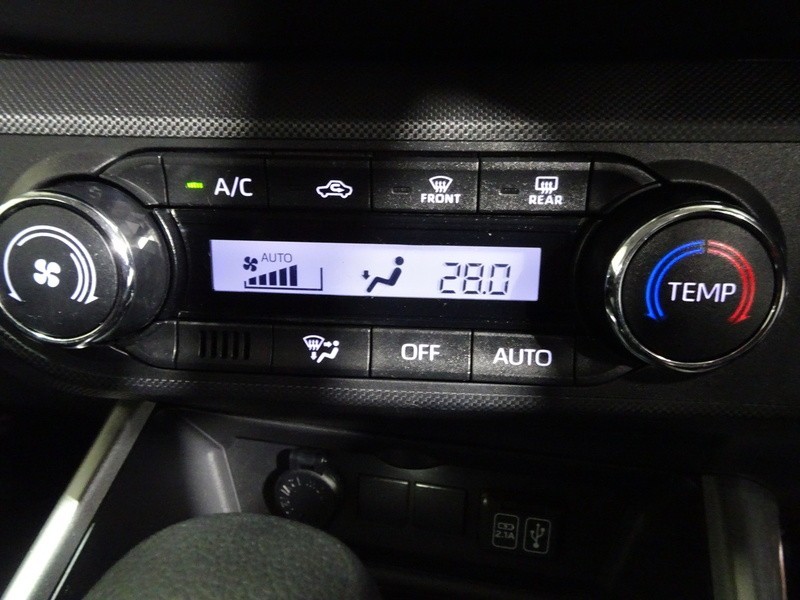 A/C
FRONT
REAR
AUTO
28.0
TEMP
OFF
AUTO
2.1A